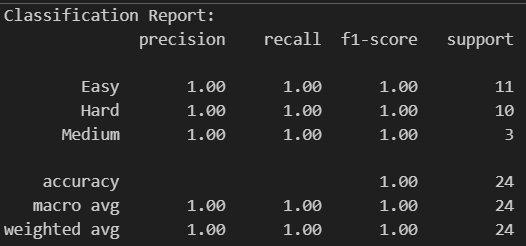 Classification Report:
precision recall f1-score support
Easy 1.00 1.00 1.00 11
Hard 1.00 1.00 1.00 10
Medium 1.00 1.00 1.00 3
accuracy 1.00 24
macro avg 1.00 1.00 1.00 24
weighted avg 1.00 1.00 1.00 24